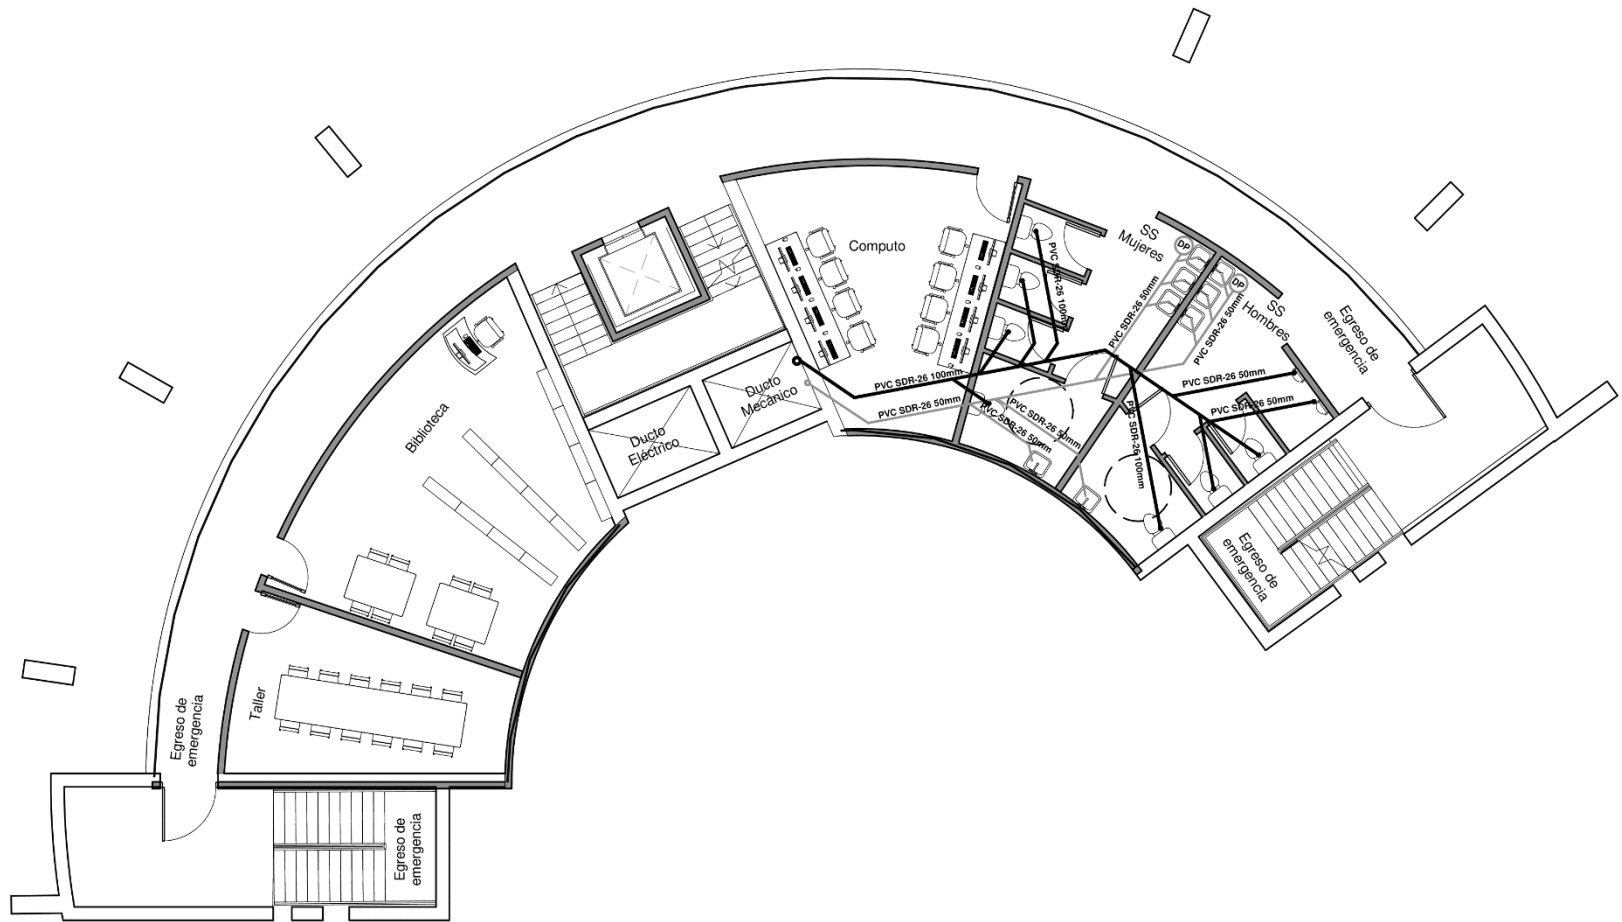 SS
Mujeres
DP
DP
SS
Hombres
Computo
Egreso de
emergencia
PVC SDR-26 100mm
PVC SDR-26 50mm
PVC SDR-26 50mm
Biblioteca
Ducto
Mecánico
Ducto
Eléctrico
PVC SDR-26 100mm
PVC SDR-26 50mm
PVC SDR-26 50mm
PVC SDR-26 50mm
PVC SDR-26 50mm
PVC SDR-26 50mm
PVC SDR-26 100mm
Egreso de
emergencia
Taller
Egreso de
emergencia
Egreso de
emergencia